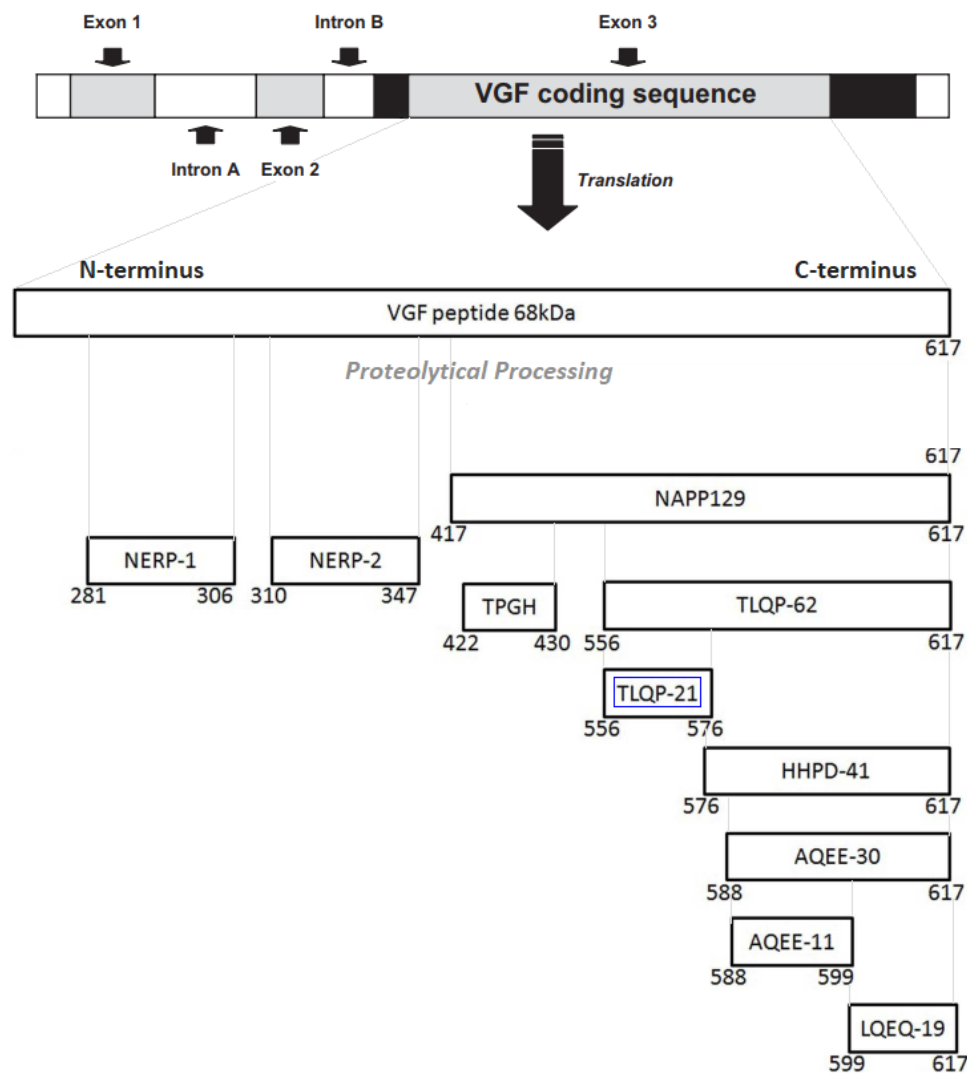 Exon 1
Intron B
Exon 3
VGF coding sequence
Intron A
Exon 2
Translation
N-terminus
C-terminus
VGF peptide 68kDa
617
Proteolytical Processing
617
NAPP129
417
617
NERP-1
281
306
NERP-2
310
347
TPGH
422
430
TLQP-62
556
617
TLQP-21
556
576
HHPD-41
576
617
AQEE-30
588
617
AQEE-11
588
599
LQEQ-19
599
617